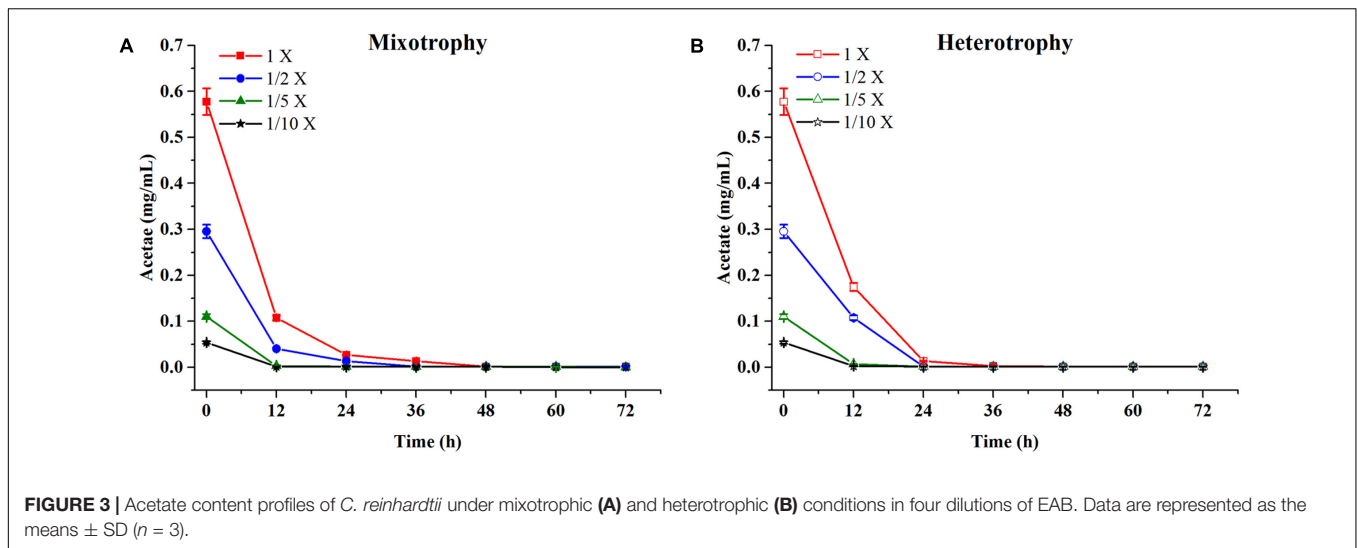 A
Mixotrophy
0.7
0.6
0.5
0.4
0.3
0.2
0.1
0.0
Acetae (mg/mL)
1 X
1/2 X
1/5 X
1/10 X
0 12 24 36 48 60 72
Time (h)
B
Heterotrophy
0.7
0.6
0.5
0.4
0.3
0.2
0.1
0.0
Acetate (mg/mL)
1 X
1/2 X
1/5 X
1/10 X
0 12 24 36 48 60 72
Time (h)
FIGURE 3 | Acetate content profiles of C. reinhardtii under mixotrophic (A) and heterotrophic (B) conditions in four dilutions of EAB. Data are represented as the
means ± SD (n = 3).